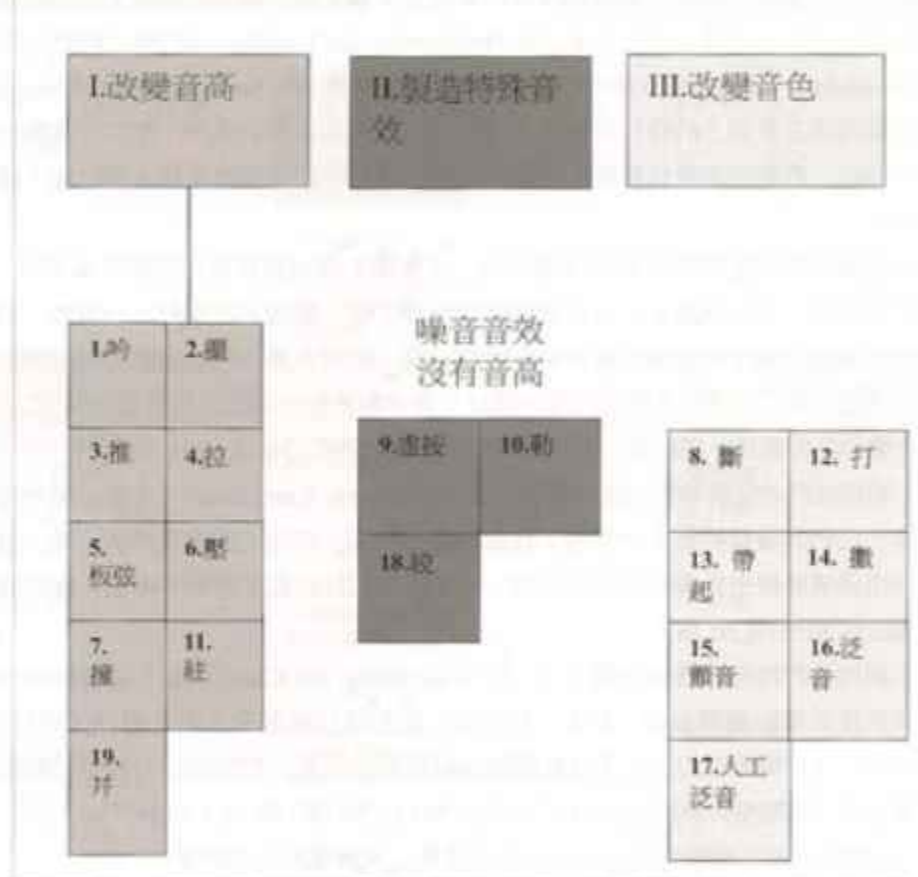 I.改變音高
II.製造特殊音
效
III.改變音色
噪音音效
沒有音高
1.吟
2.
3.推
4.拉
5.
板弦
6.壓
7.
撞
11.
19.
并
9.虛按
10.勒
18.絞
8. 斷
12. 打
13. 帶
起
14.
15.
顫音
16.泛
音
17.人工
泛音